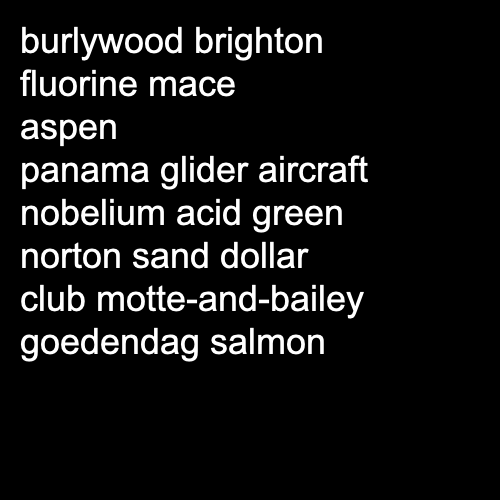 burlywood brighton
fluorine mace
aspen
panama glider aircraft
nobelium acid green
norton sand dollar
club motte-and-bailey
goedendag salmon